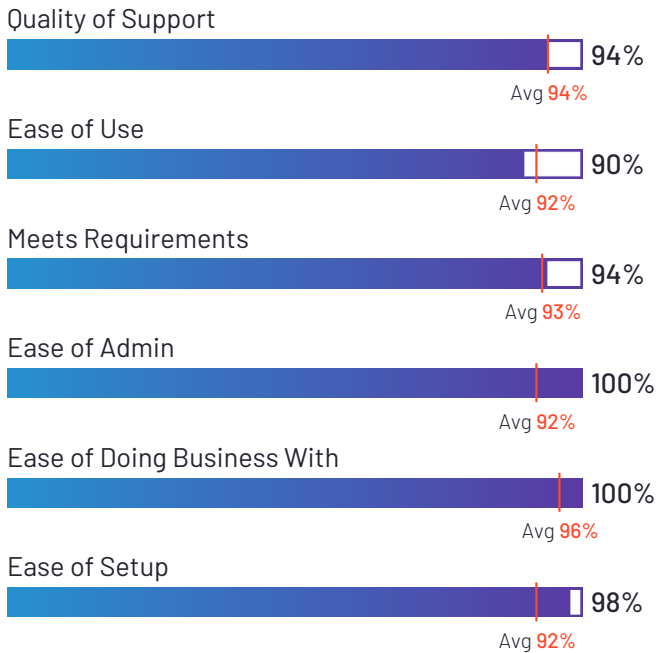 Quality of Support
94%
Avg 94%
Ease of Use
90%
Avg 92%
Meets Requirements
94%
Avg 93%
Ease of Admin
100%
Avg 92%
Ease of Doing Business With
100%
Avg 96%
Ease of Setup
98%
Avg 92%